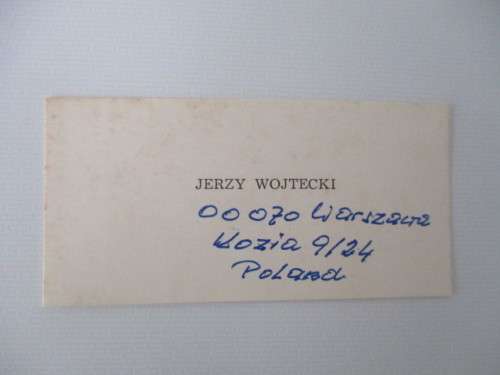 JERZY WOJTECKI
00 070 Warszawa
Kozia 9/24
Poland